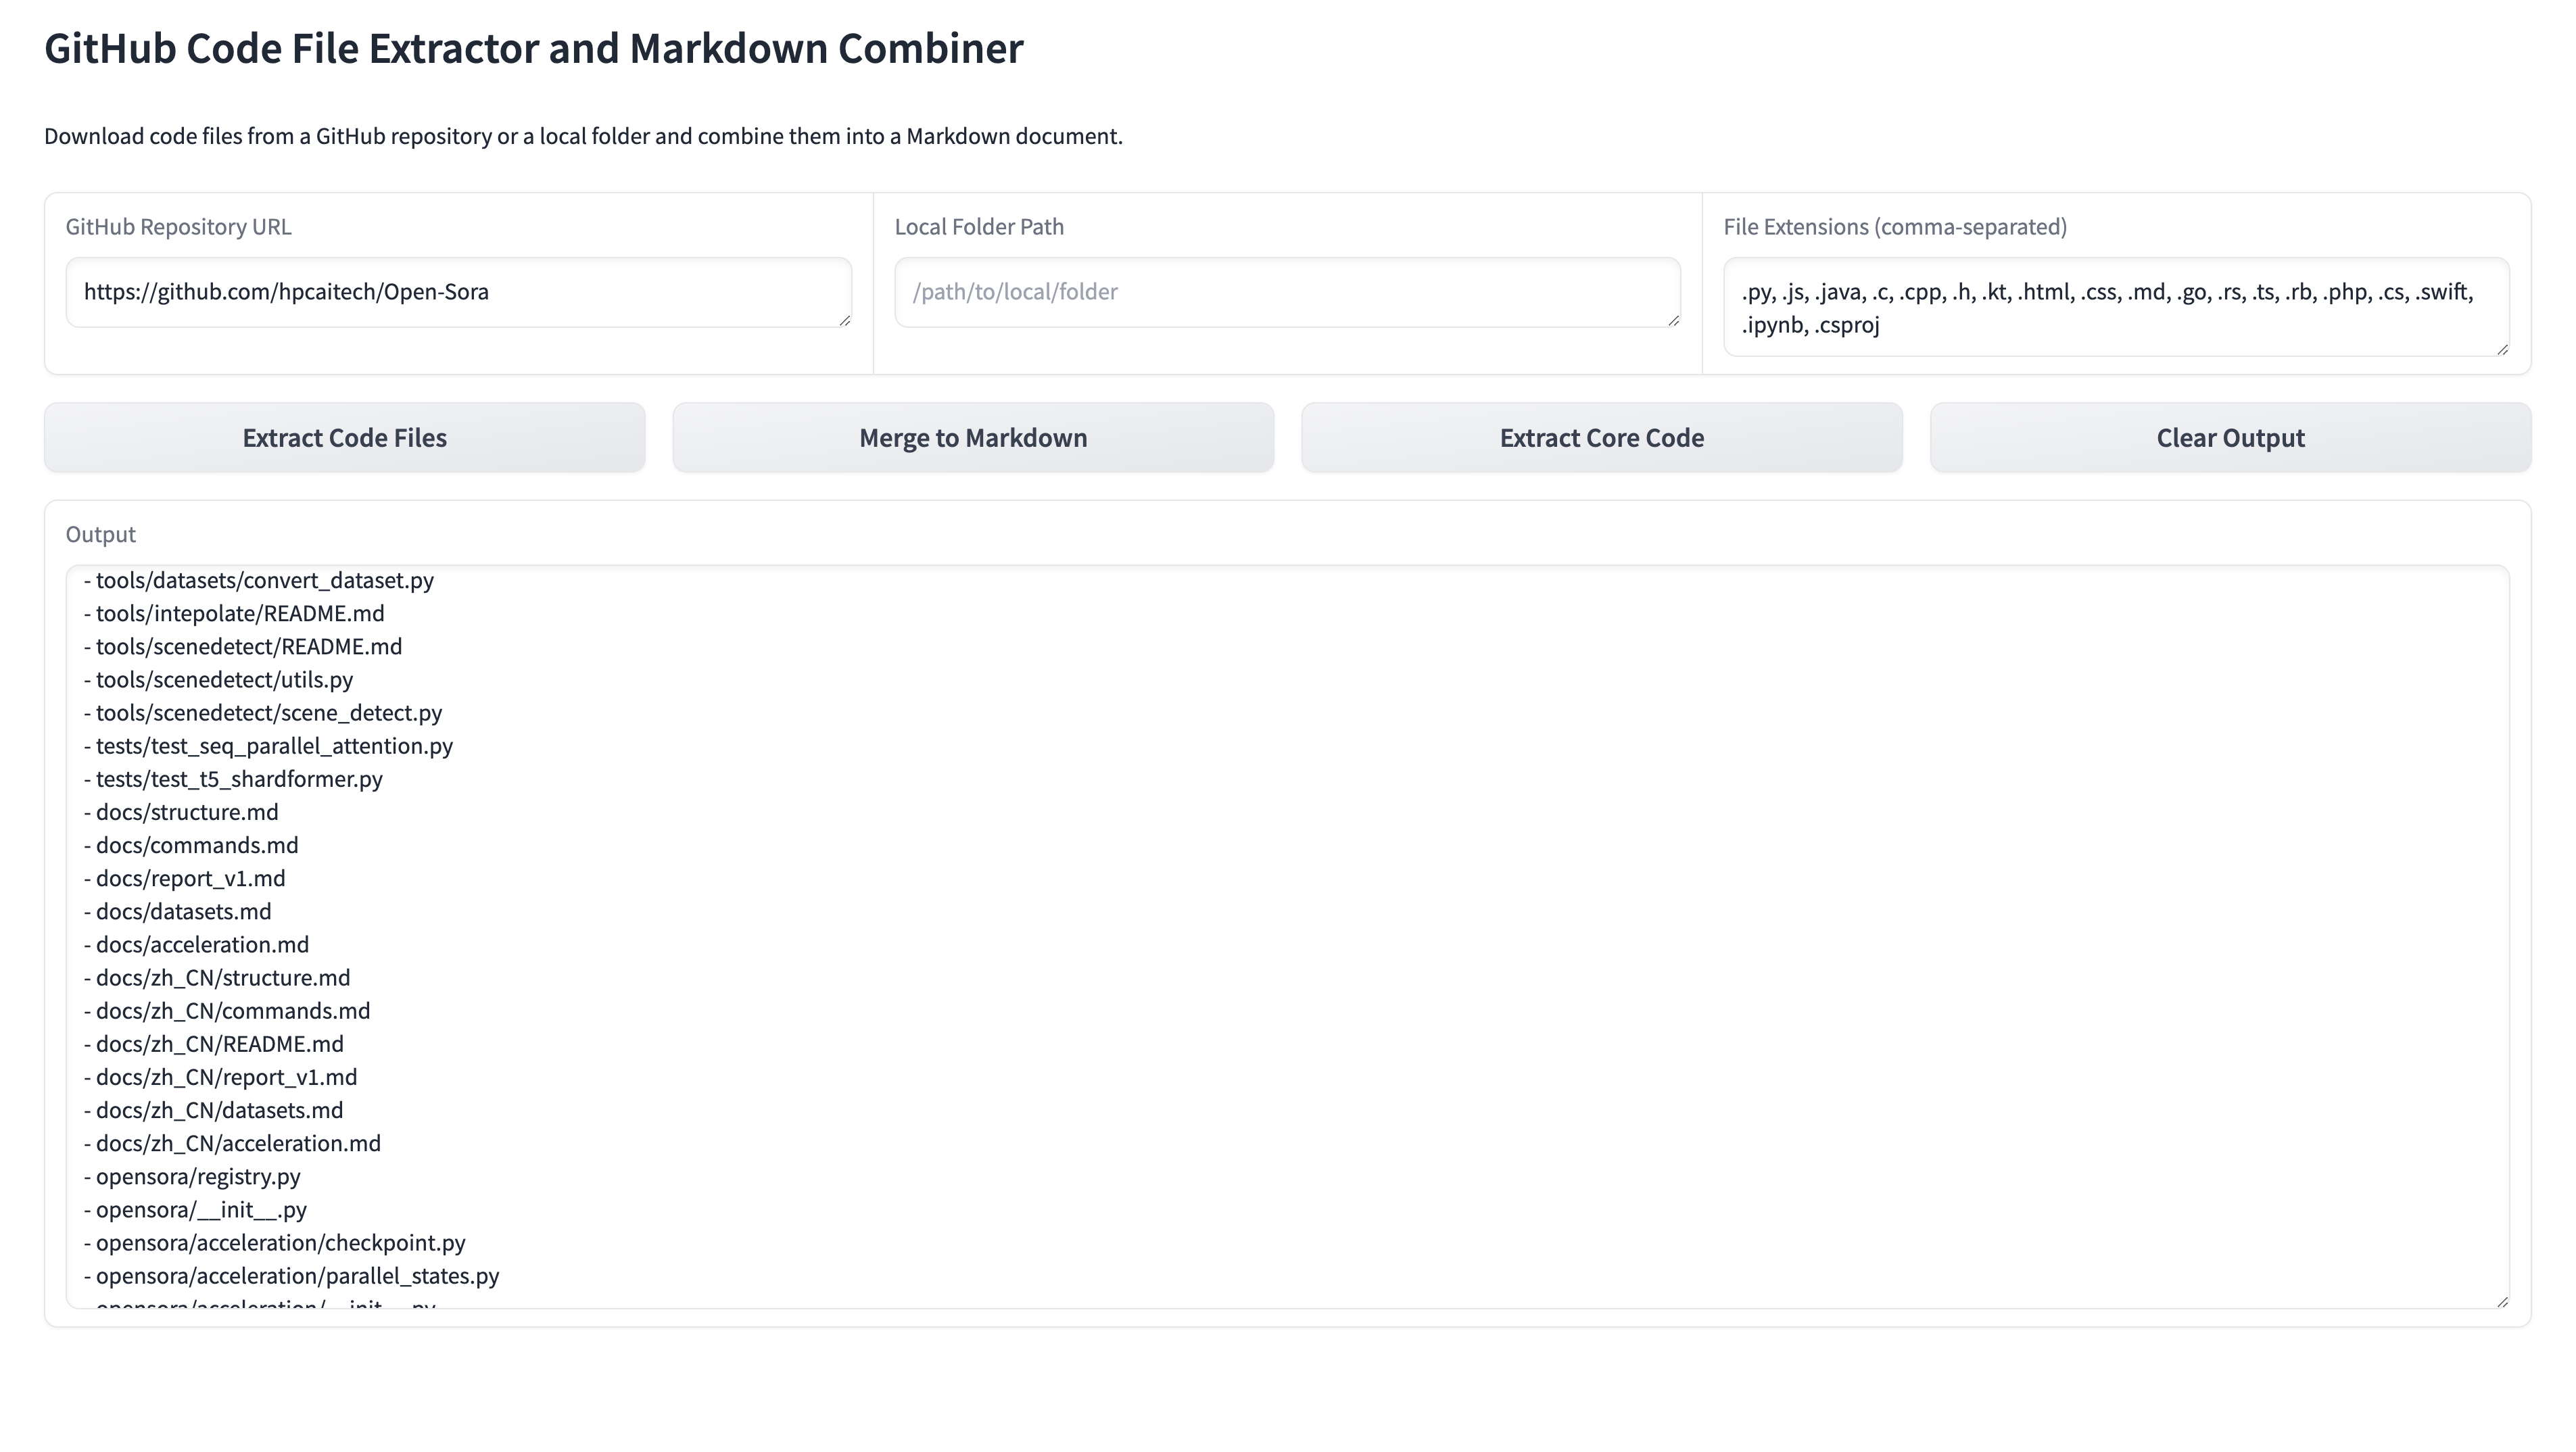 GitHub Code File Extractor and Markdown Combiner
Download code files from a GitHub repository or a local folder and combine them into a Markdown document.
GitHub Repository URL
https://github.com/hpcaitech/Open-Sora
Local Folder Path
/path/to/local/folder
File Extensions (comma-separated)
.py, .js, .java, .c, .cpp, .h, .kt, .html, .css, .md, .go, .rs, .ts, .rb, .php, .cs, .swift,
.ipynb, .csproj
Extract Code Files
Merge to Markdown
Extract Core Code
Clear Output
Output
- tools/datasets/convert_dataset.py
- tools/intepolate/README.md
- tools/scenedetect/README.md
- tools/scenedetect/utils.py
- tools/scenedetect/scene_detect.py
- tests/test_seq_parallel_attention.py
- tests/test_t5_shardformer.py
- docs/structure.md
- docs/commands.md
- docs/report_v1.md
- docs/datasets.md
- docs/acceleration.md
- docs/zh_CN/structure.md
- docs/zh_CN/commands.md
- docs/zh_CN/README.md
- docs/zh_CN/report_v1.md
- docs/zh_CN/datasets.md
- docs/zh_CN/acceleration.md
- opensora/registry.py
- opensora/__init__.py
- opensora/acceleration/checkpoint.py
- opensora/acceleration/parallel_states.py
- opensora/acceleration/__init__.py